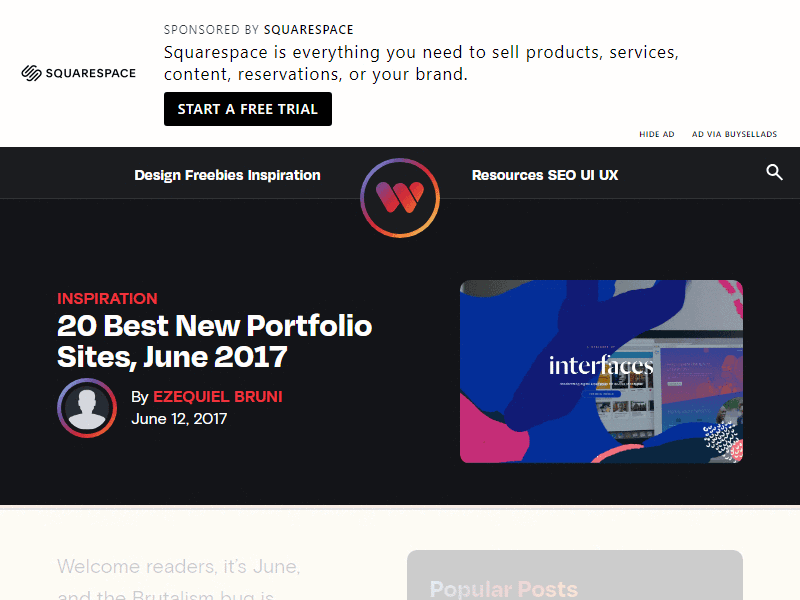 SPONSORED BY SQUARESPACE
Squarespace is everything you need to sell products, services,
content, reservations, or your brand.
SQUARESPACE
START A FREE TRIAL
HIDE AD
AD VIA BUYSELLADS
Design Freebies Inspiration
Resources SEO UI UX
INSPIRATION
20 Best New Portfolio
Sites, June 2017
By EZEQUIEL BRUNI
June 12, 2017
interfaces
Welcome readers, it's June,
and the Brutalism bug is
Popular Posts